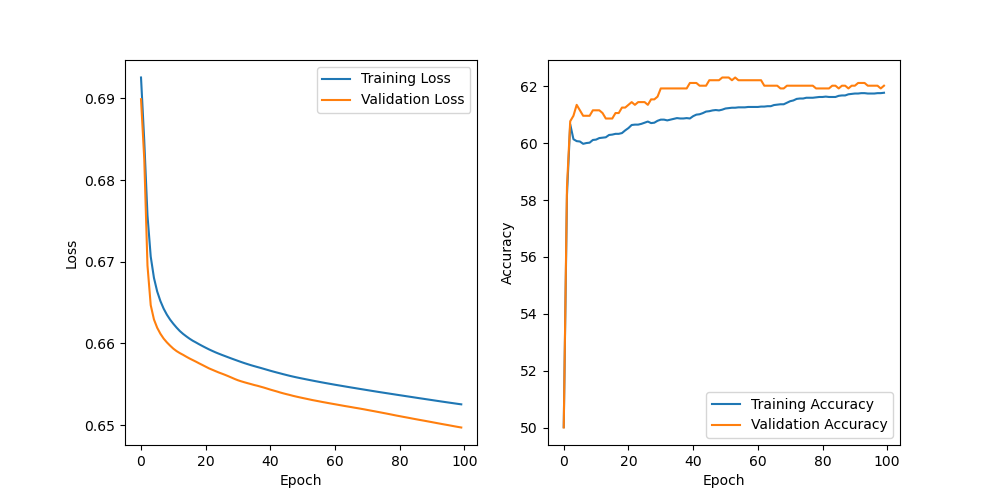 Training Loss
Validation Loss
0.69
0.68
0.67
0.66
0.65
Loss
0 20 40 60 80 100
Epoch
62
60
58
56
54
52
50
Accuracy
Training Accuracy
Validation Accuracy
0 20 40 60 80 100
Epoch